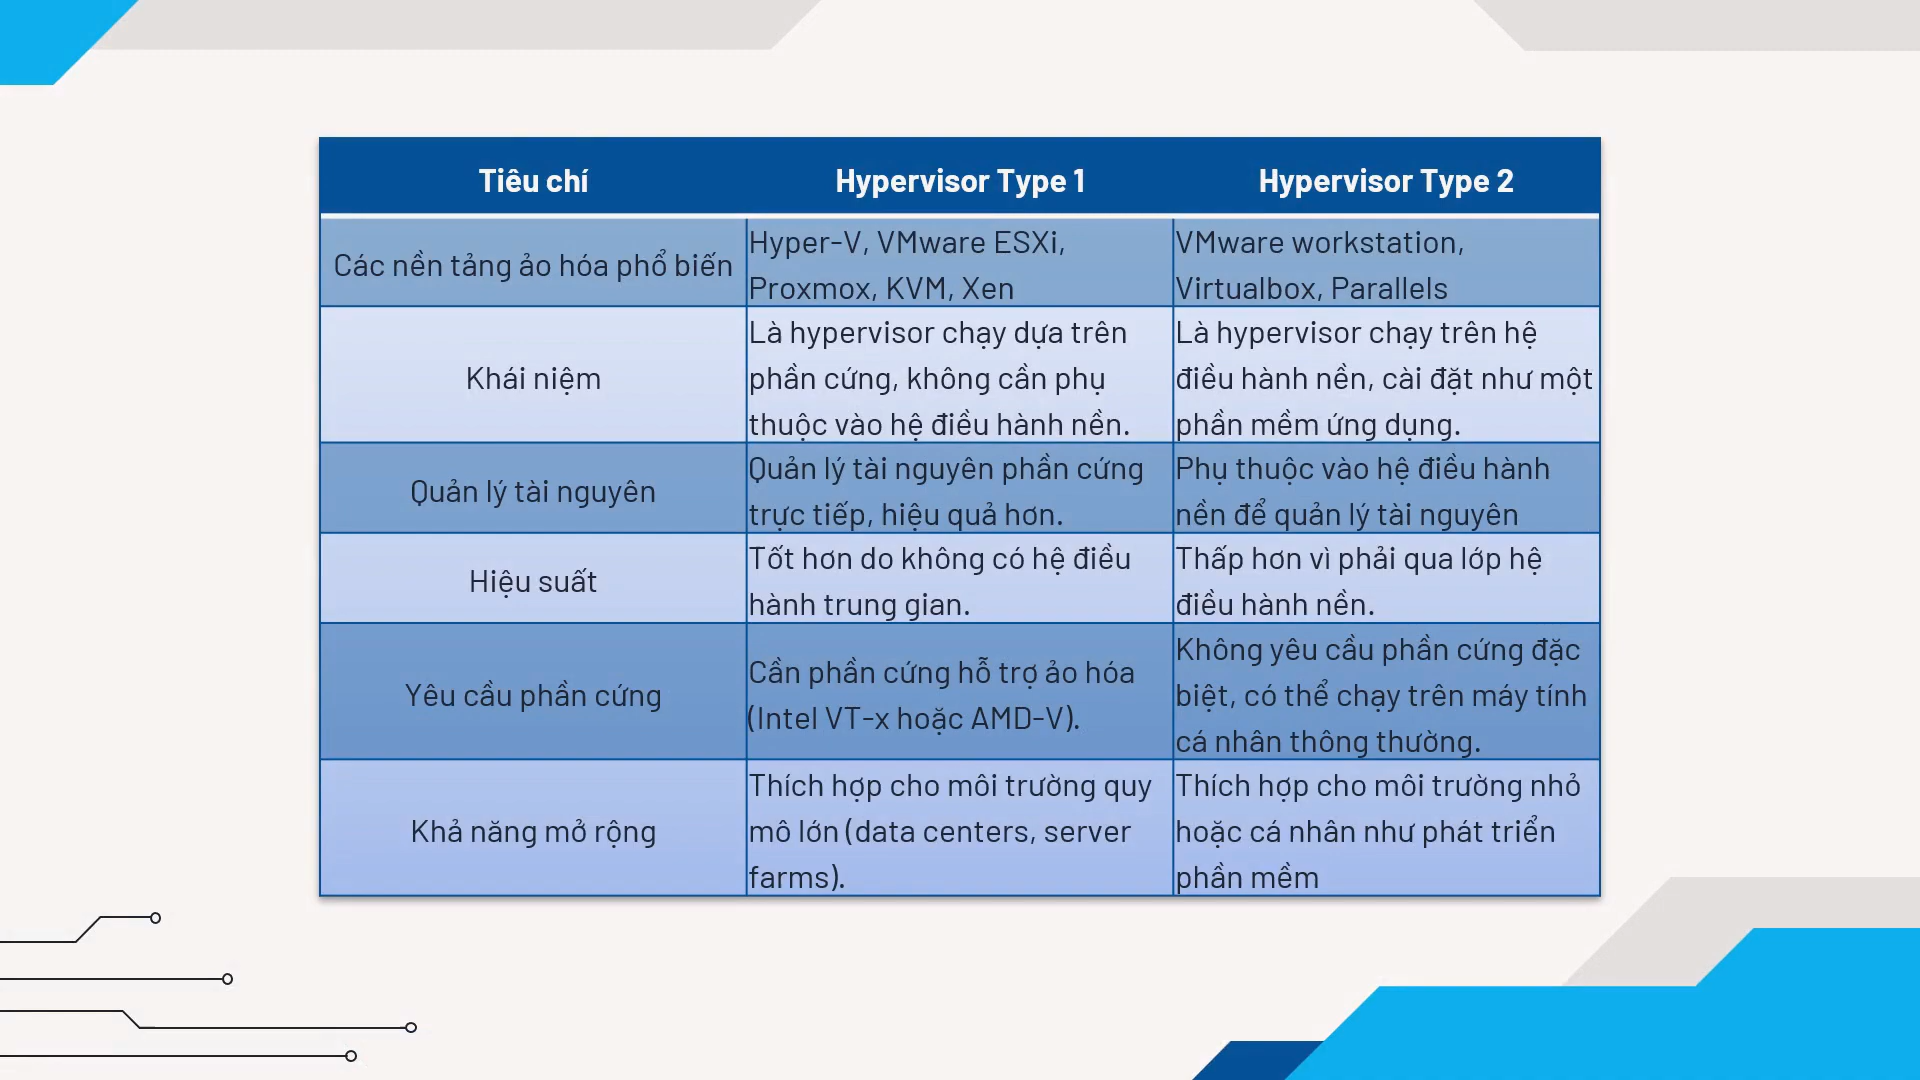 Tiêu chí
Hypervisor Type 1
Hypervisor Type 2
Các nền tảng ảo hóa phổ biến
Hyper-V, VMware ESXi,
Proxmox, KVM, Xen
VMware workstation,
Virtualbox, Parallels
Khái niệm
Là hypervisor chạy dựa trên
phần cứng, không cần phụ
thuộc vào hệ điều hành nền.
Là hypervisor chạy trên hệ
điều hành nền, cài đặt như một
phần mềm ứng dụng.
Quản lý tài nguyên
Quản lý tài nguyên phần cứng
trực tiếp, hiệu quả hơn.
Phụ thuộc vào hệ điều hành
nền để quản lý tài nguyên
Hiệu suất
Tốt hơn do không có hệ điều
hành trung gian.
Thấp hơn vì phải qua lớp hệ
điều hành nền.
Yêu cầu phần cứng
Cần phần cứng hỗ trợ ảo hóa
(Intel VT-x hoặc AMD-V).
Không yêu cầu phần cứng đặc
biệt, có thể chạy trên máy tính
cá nhân thông thường.
Khả năng mở rộng
Thích hợp cho môi trường quy
mô lớn (data centers, server
farms).
Thích hợp cho môi trường nhỏ
hoặc cá nhân như phát triển
phần mềm